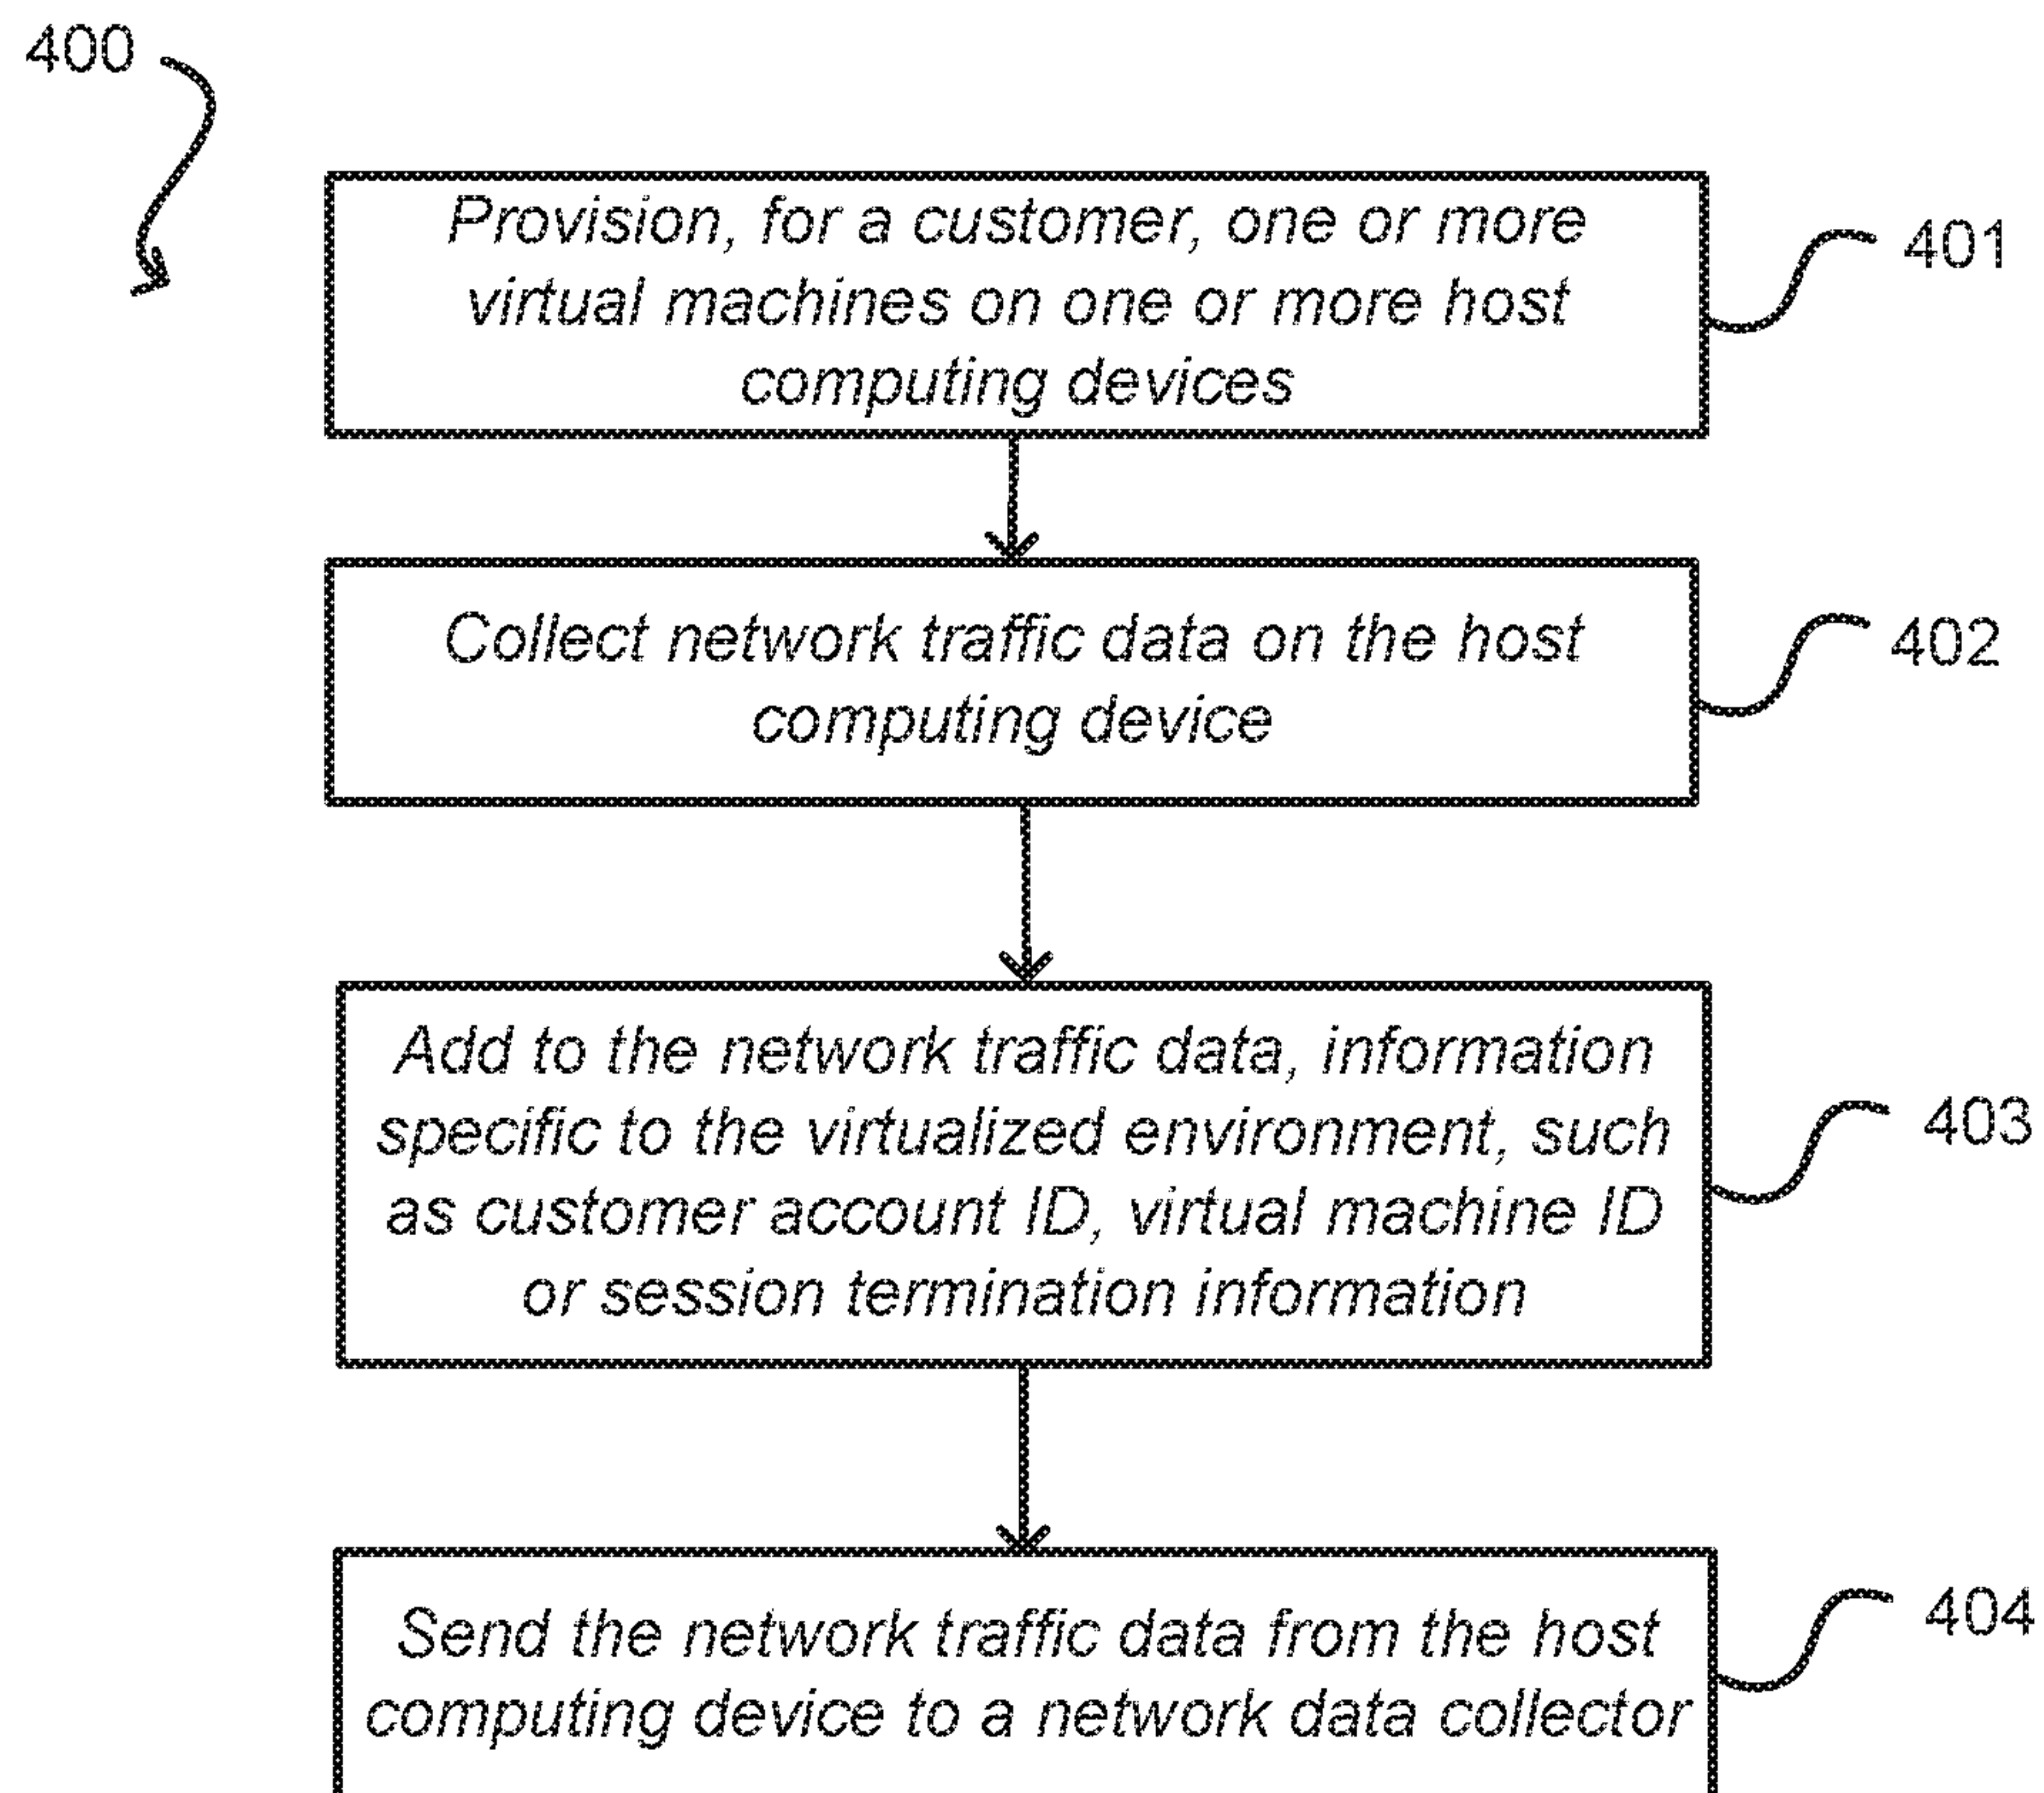 400
Provision, for a customer, one or more
virtual machines on one or more host
computing devices
401
Collect network traffic data on the host
computing device
402
Add to the network traffic data, information
specific to the virtualized environment, such
as customer account ID, virtual machine ID
or session termination information
403
Send the network traffic data from the host
computing device to a network data collector
404